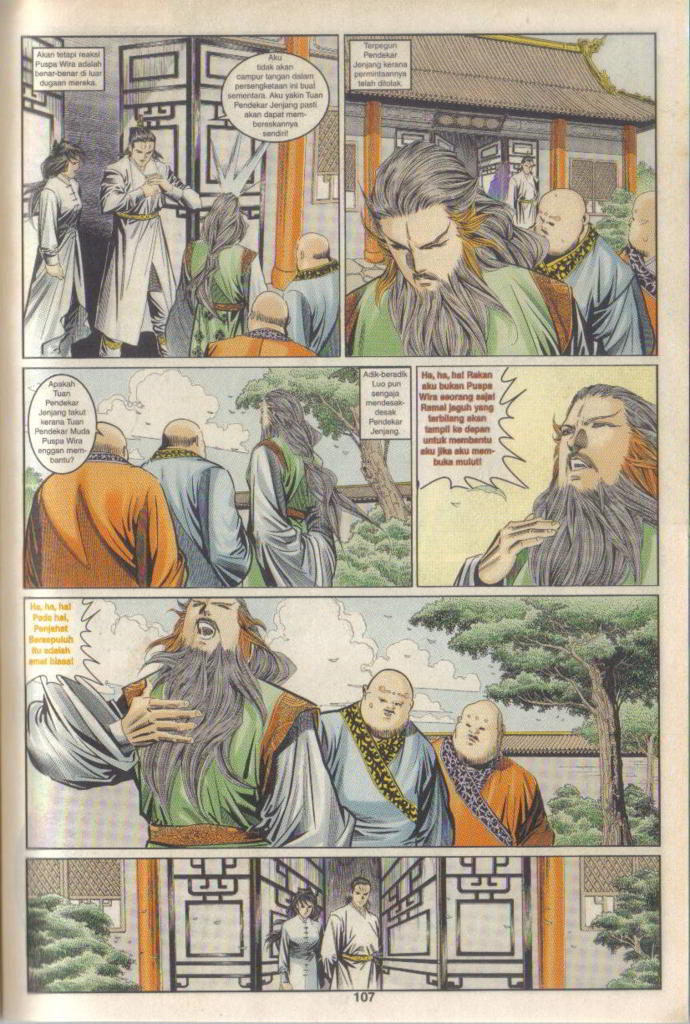 Akan tetapi reaksi
Puspa Wira adalah
benar-benar di luar
dugaan mereka.
Aku
tidak akan
campur tangan dalam
persengketaan ini buat
sementara. Aku yakin Tuan
Pendekar Jenjang pasti
akan dapat mem-
bereskannya
sendiri!
Terpegun
Pendekar
Jenjang kerana
permintaannya
telah ditolak.
Apakah
Tuan
Pendekar
Jenjang takut
kerana Tuan
Pendekar Muda
Puspa Wira
enggan mem-
bantu?
Adik-beradik
Luo pun
sengaja
mendesak-
desak
Pendekar
Jenjang.
Ha, ha, ha! Rakan
aku bukan Puspa
Wira seorang saja!
Ramai jaguh yang
terbilang akan
tampil ke depan
untuk membantu
aku jika aku mem-
buka mulut!
Ha, ha, ha!
Pada hal,
Penjahat
Bersepuluh
itu adalah
amat biasa!
107